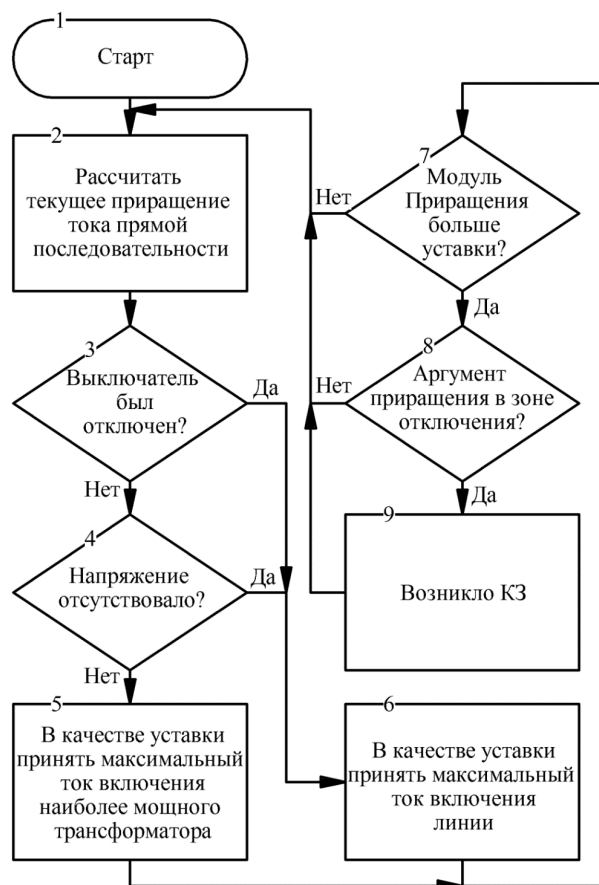 1
Старт
2
Рассчитать
текущее приращение
тока прямой
последовательности
3
Выключатель
был
отключен?
Да
Нет
4
Напряжение
отсутствовало?
Да
Нет
5
В качестве уставки
принять максимальный
ток включения
наиболее мощного
трансформатора
6
В качестве уставки
принять максимальный
ток включения
линии
7
Модуль
Приращения
больше
уставки?
Нет
Да
8
Аргумент
приращения в зоне
отключения?
Нет
Да
9
Возникло КЗ